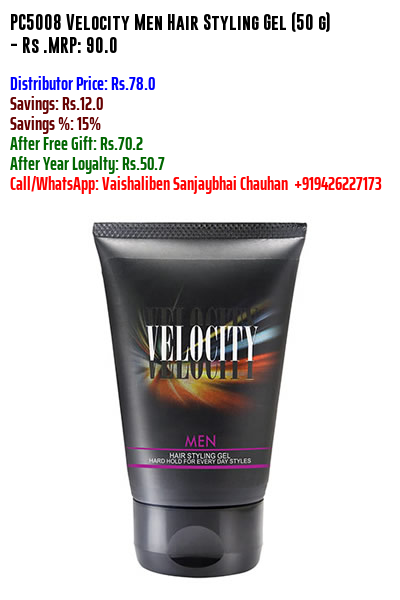 PC5008 Velocity Men Hair Styling Gel (50 g)
- Rs .MRP: 90.0
Distributor Price: Rs.78.0
Savings: Rs.12.0
Savings %: 15%
After Free Gift: Rs.70.2
After Year Loyalty: Rs.50.7
Call/WhatsApp: Vaishaliben Sanjaybhai Chauhan +919426227173
VELOCITY
MEN
HAIR STYLING GEL
HARD HOLD FOR EVERY DAY STYLES